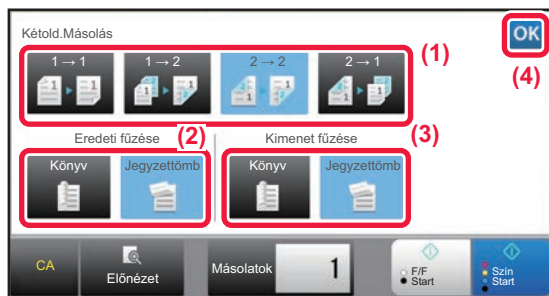 Kétold.Másolás
OK
1 → 1
1 → 2
2 → 2
2 → 1
(1)
(4)
Eredeti fűzése
(2)
Kimenet fűzése
(3)
Könyv
Jegyzettömb
Könyv
Jegyzettömb
CA
Előnézet
Másolatok
1
F/F
Start
Szín
Start